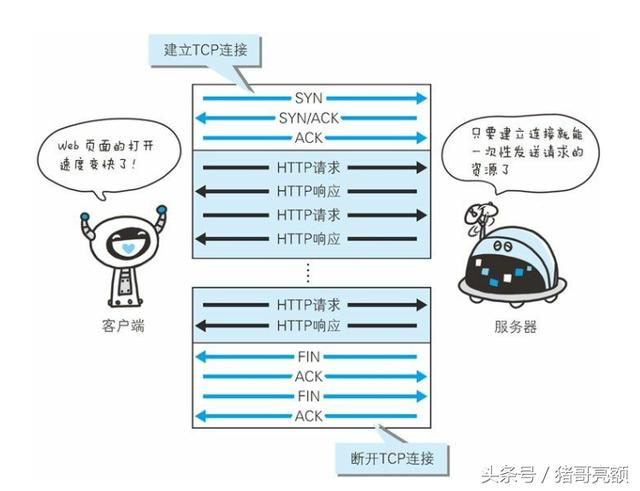 建立TCP连接
SYN
SYN/ACK
ACK
Web 页面的打开
速度变快了!
只要建立连接就能
一次性发送请求的
资源了
HTTP请求
HTTP响应
HTTP请求
HTTP响应
HTTP请求
HTTP响应
客户端
服务器
FIN
ACK
FIN
ACK
断开TCP连接
头条号 / 猪哥亮额